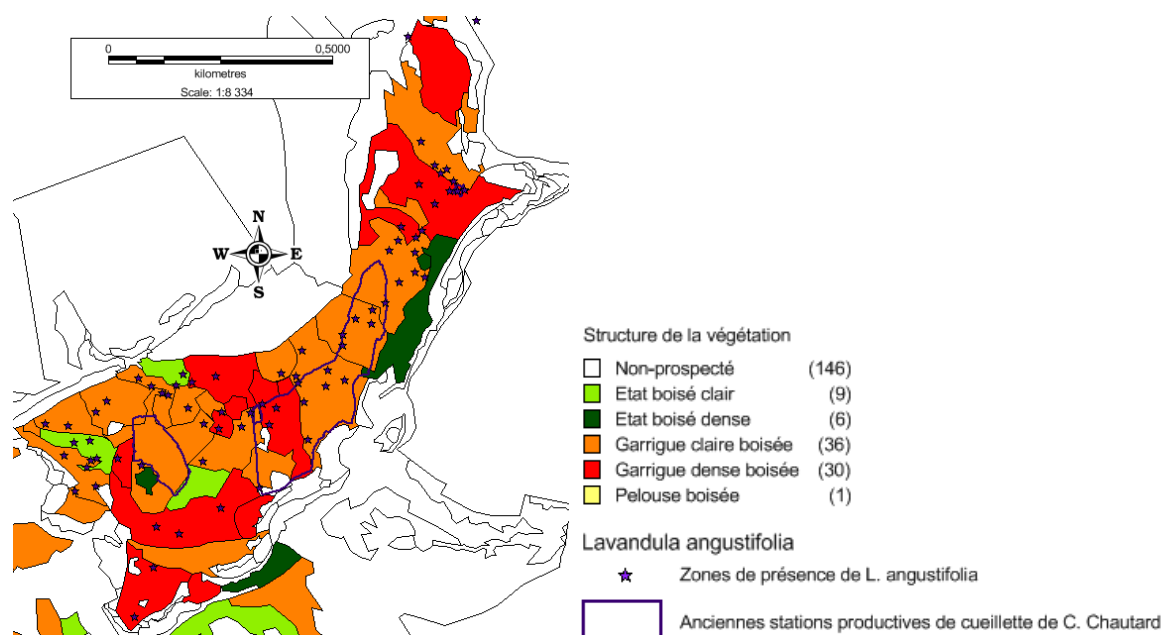 0 0,5000
kilometres
Scale: 1:8 334
N
W E
S
Structure de la végétation
Non-prospecté (146)
Etat boisé clair (9)
Etat boisé dense (6)
Garrigue claire boisée (36)
Garrigue dense boisée (30)
Pelouse boisée (1)
Lavandula angustifolia
Zones de présence de L. angustifolia
Anciennes stations productives de cueillette de C. Chautard